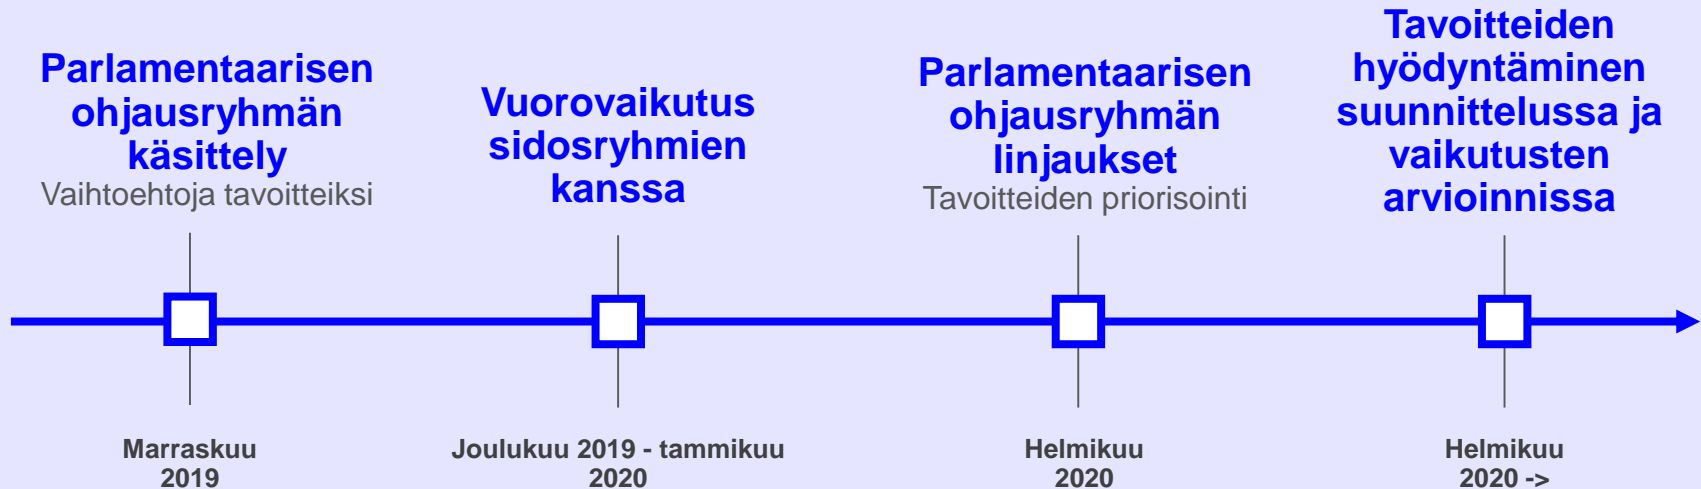 Parlamentaarisen
ohjausryhmän
käsittely
Vaihtoehtoja tavoitteiksi
Marraskuu
2019
Vuorovaikutus
sidosryhmien
kanssa
Joulukuu 2019 - tammikuu
2020
Parlamentaarisen
ohjausryhmän
linjaukset
Tavoitteiden priorisointi
Helmikuu
2020
Tavoitteiden
hyödyntäminen
suunnittelussa ja
vaikutusten
arvioinnissa
Helmikuu
2020 ->